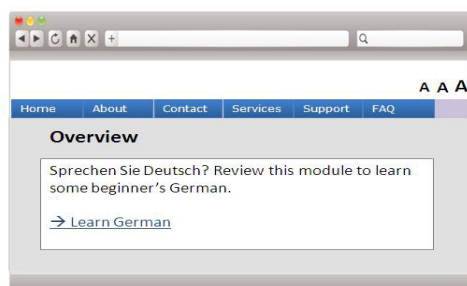 A A A
Home About Contact Services Support FAQ
Overview
Sprechen Sie Deutsch? Review this module to learn
some beginner's German.
→ Learn German